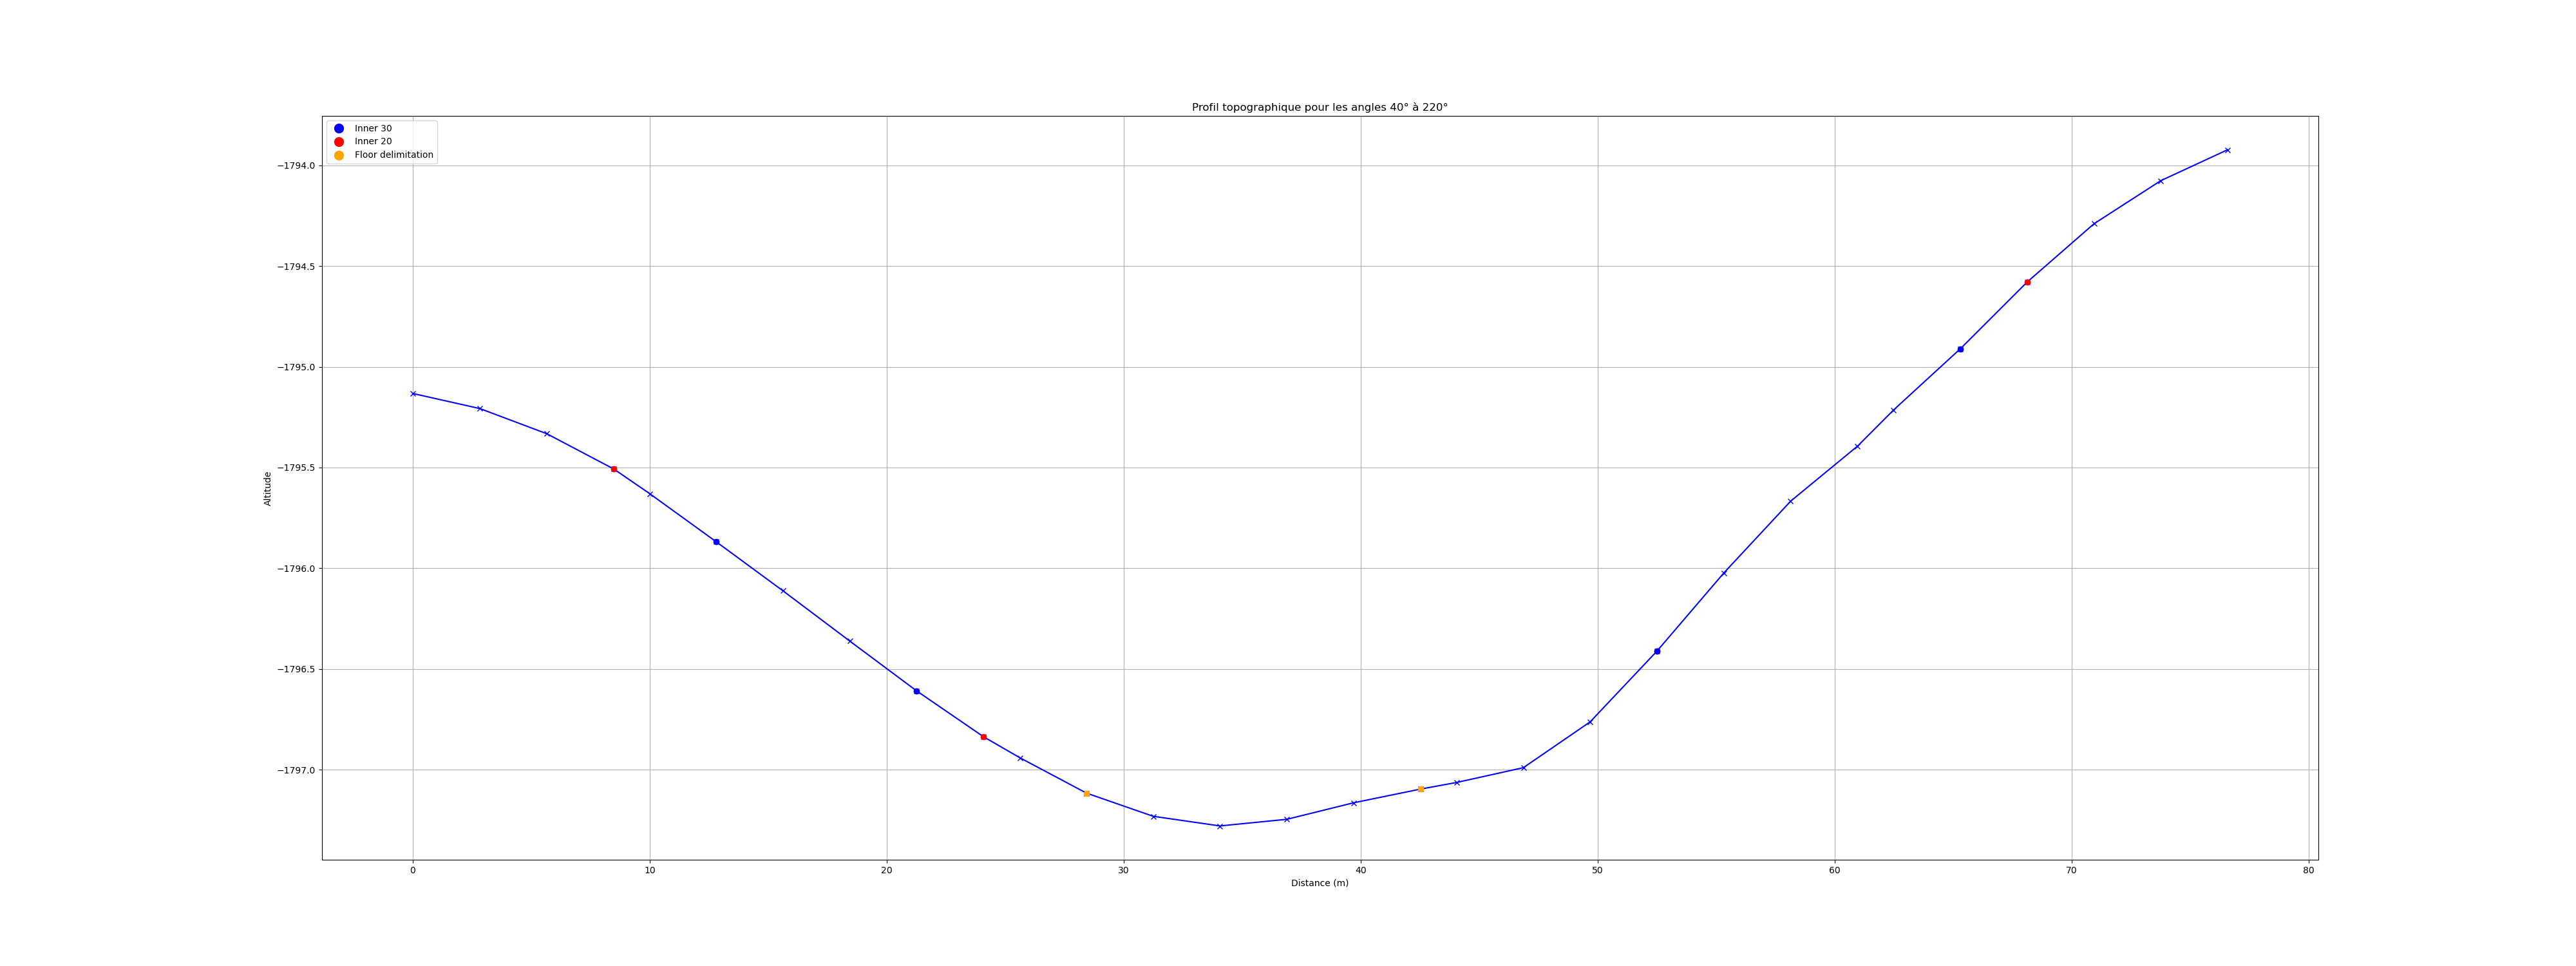 Profil topographique pour les angles 40° à 220°
Inner 30
Inner 20
Floor delimitation
−1794.0
−1794.5
−1795.0
−1795.5
−1796.0
−1796.5
−1797.0
Altitude
0 10 20 30 40 50 60 70 80
Distance (m)